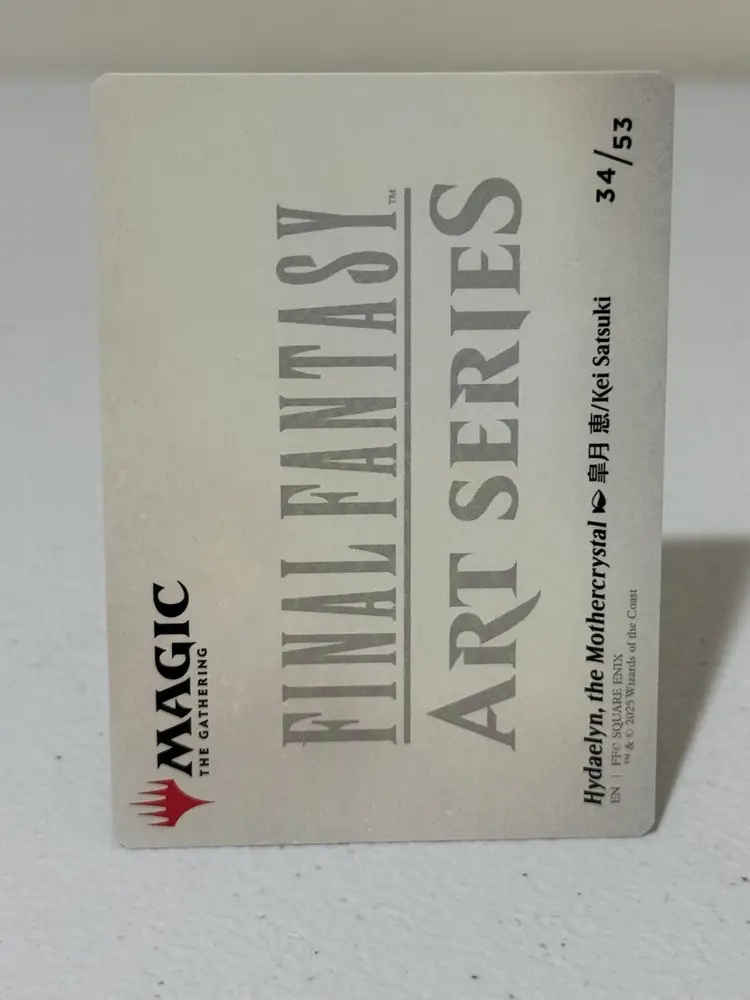 MAGIC
THE GATHERING
FINAL FANTASY™
ART SERIES
Hydaelyn, the Mothercrystal 皐月 恵/Kei Satsuki 34/53
EN | FFC SQUARE ENIX
™ & © 2025 Wizards of the Coast